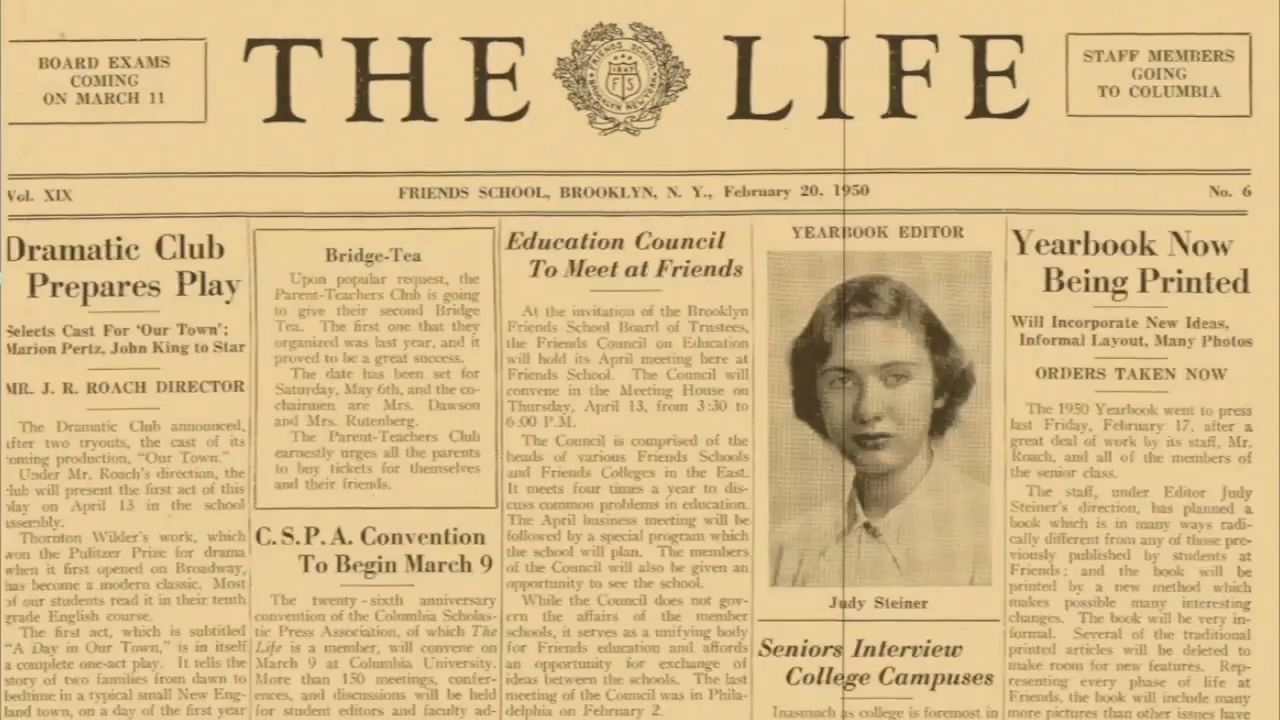 BOARD EXAMS
COMING
ON MARCH 11
THE LIFE
FRIENDS SCHOOL
1867
F S
BROOKLYN NEW YORK
STAFF MEMBERS
GOING
TO COLUMBIA
Vol. XIX
FRIENDS SCHOOL, BROOKLYN, N. Y., February 20, 1950
No. 6
Dramatic Club
Prepares Play
Selects Cast For 'Our Town';
Marion Pertz, John King to Star
MR. J. R. ROACH DIRECTOR
The Dramatic Club announced,
after two tryouts, the cast of its
coming production, "Our Town."
Under Mr. Roach's direction, the
club will present the first act of this
play on April 13 in the school
assembly.
Thornton Wilder's work, which
won the Pulitzer Prize for drama
when it first opened on Broadway,
has become a modern classic. Most
of our students read it in their tenth
grade English course.
The first act, which is subtitled
"A Day in Our Town," is in itself
a complete one-act play. It tells the
story of two families from dawn to
bedtime in a typical small New Eng-
land town, on a day of the first year
Bridge-Tea
Upon popular request, the
Parent-Teachers Club is going
to give their second Bridge
Tea. The first one that they
organized was last year, and it
proved to be a great success.
The date has been set for
Saturday, May 6th, and the co-
chairmen are Mrs. Dawson
and Mrs. Rutenberg.
The Parent-Teachers Club
earnestly urges all the parents
to buy tickets for themselves
and their friends.
C.S.P.A. Convention
To Begin March 9
The twenty-sixth anniversary
convention of the Columbia Scholas-
tic Press Association, of which The
Life is a member, will convene on
March 9 at Columbia University.
More than 150 meetings, confer-
ences, and discussions will be held
for student editors and faculty ad-
Education Council
To Meet at Friends
At the invitation of the Brooklyn
Friends School Board of Trustees,
the Friends Council on Education
will hold its April meeting here at
Friends School. The Council will
convene in the Meeting House on
Thursday, April 13, from 3:30 to
6:00 P.M.
The Council is comprised of the
heads of various Friends Schools
and Friends Colleges in the East.
It meets four times a year to dis-
cuss common problems in education.
The April business meeting will be
followed by a special program which
the school will plan. The members
of the Council will also be given an
opportunity to see the school.
While the Council does not gov-
ern the affairs of the member
schools, it serves as a unifying body
for Friends education and affords
an opportunity for exchange of
ideas between the schools. The last
meeting of the Council was in Phila-
delphia on February 2.
YEARBOOK EDITOR
Judy Steiner
Seniors Interview
College Campuses
Inasmuch as college is foremost in
Yearbook Now
Being Printed
Will Incorporate New Ideas,
Informal Layout, Many Photos
ORDERS TAKEN NOW
The 1950 Yearbook went to press
last Friday, February 17, after a
great deal of work by its staff, Mr.
Roach, and all of the members of
the senior class.
The staff, under Editor Judy
Steiner's direction, has planned a
book which is in many ways radi-
cally different from any of those pre-
viously published by students at
Friends; and the book will be
printed by a new method which
makes possible many interesting
changes. The book will be very in-
formal. Several of the traditional
printed articles will be deleted to
make room for new features. Rep-
resenting every phase of life at
Friends, the book will include many
more pictures than other issues have